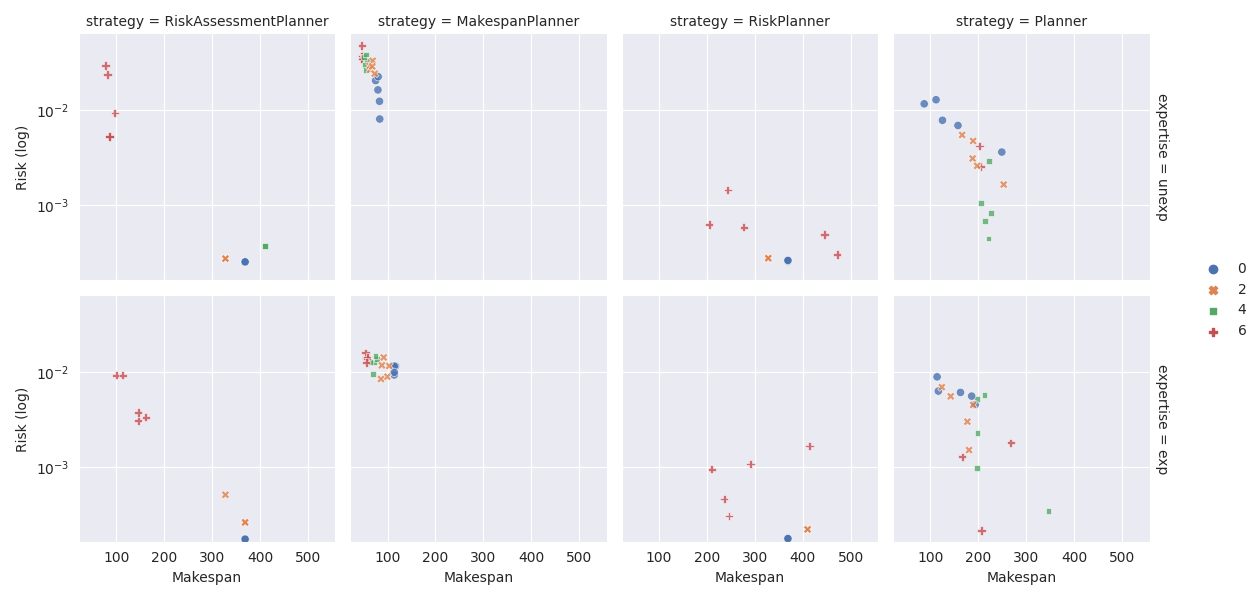 strategy = RiskAssessmentPlanner
strategy = MakespanPlanner
strategy = RiskPlanner
strategy = Planner
Risk (log)
10⁻²
10⁻³
expertise = unexp
0
2
4
6
Risk (log)
10⁻²
10⁻³
expertise = exp
100 200 300 400 500
100 200 300 400 500
100 200 300 400 500
100 200 300 400 500
Makespan
Makespan
Makespan
Makespan